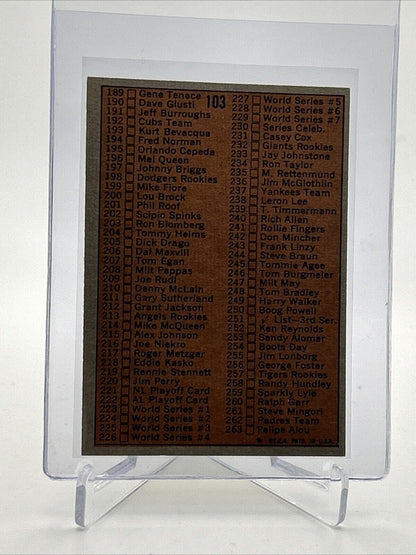 189 Gene Tenace
190 Dave Giusti
191 Jeff Burroughs
192 Cubs Team
193 Kurt Bevacqua
194 Fred Norman
195 Orlando Cepeda
196 Mel Queen
197 Johnny Briggs
198 Dodgers Rookies
199 Mike Fiore
200 Lou Brock
201 Phil Roof
202 Scipio Spinks
203 Ron Blomberg
204 Tommy Helms
205 Dick Drago
206 Dal Maxvill
207 Tom Egan
208 Milt Pappas
209 Joe Rudi
210 Denny McLain
211 Gary Sutherland
212 Grant Jackson
213 Angels Rookies
214 Mike McQueen
215 Alex Johnson
216 Joe Niekro
217 Roger Metzger
218 Eddie Kasko
219 Rennie Stennett
220 Jim Perry
221 NL Playoff Card
222 AL Playoff Card
223 World Series #1
224 World Series #2
225 World Series #3
226 World Series #4
103
227 World Series #5
228 World Series #6
229 World Series #7
230 Series Celeb.
231 Casey Cox
232 Giants Rookies
233 Jay Johnstone
234 Ron Taylor
235 M. Rettenmund
236 Jim McGlothlin
237 Yankees Team
238 Leron Lee
239 T. Timmermann
240 Rich Allen
241 Rollie Fingers
242 Don Mincher
243 Frank Linzy
244 Steve Braun
245 Tommie Agee
246 Tom Burgmeier
247 Milt May
248 Tom Bradley
249 Harry Walker
250 Boog Powell
251 List—3rd Ser.
252 Ken Reynolds
253 Sandy Alomar
254 Boots Day
255 Jim Lonborg
256 George Foster
257 Tigers Rookies
258 Randy Hundley
259 Sparkly Lyle
260 Ralph Garr
261 Steve Mingori
262 Padres Team
263 Felipe Alou
PRTD. IN U.S.A.